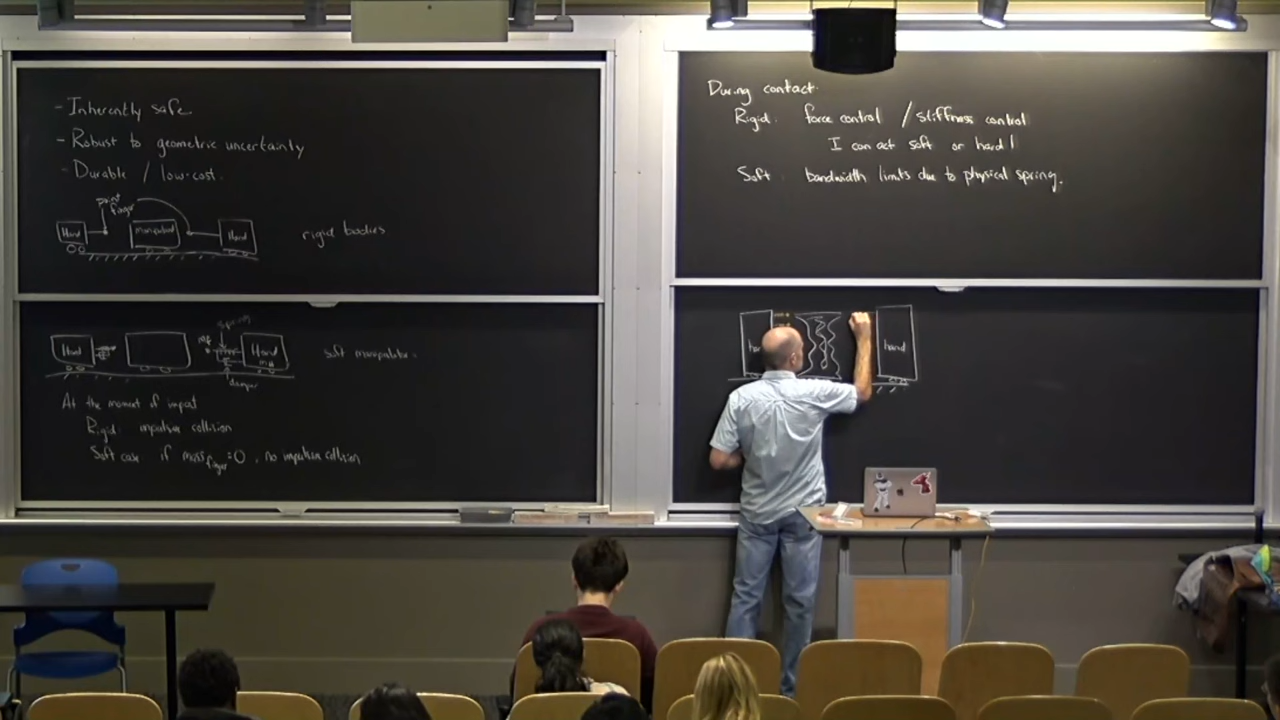 - Inherently safe.
- Robust to geometric uncertainty
- Durable / low-cost.
point
finger
Hand
manipuland
Hand
rigid bodies
spring
Hand
Hand
damper
soft manipulator:
At the moment of impact
Rigid: impulsive collision
Soft case if mass finger = 0, no impulsive collision
During contact:
Rigid: force control / stiffness control
I can act soft or hard!
Soft: bandwidth limits due to physical spring.
hand